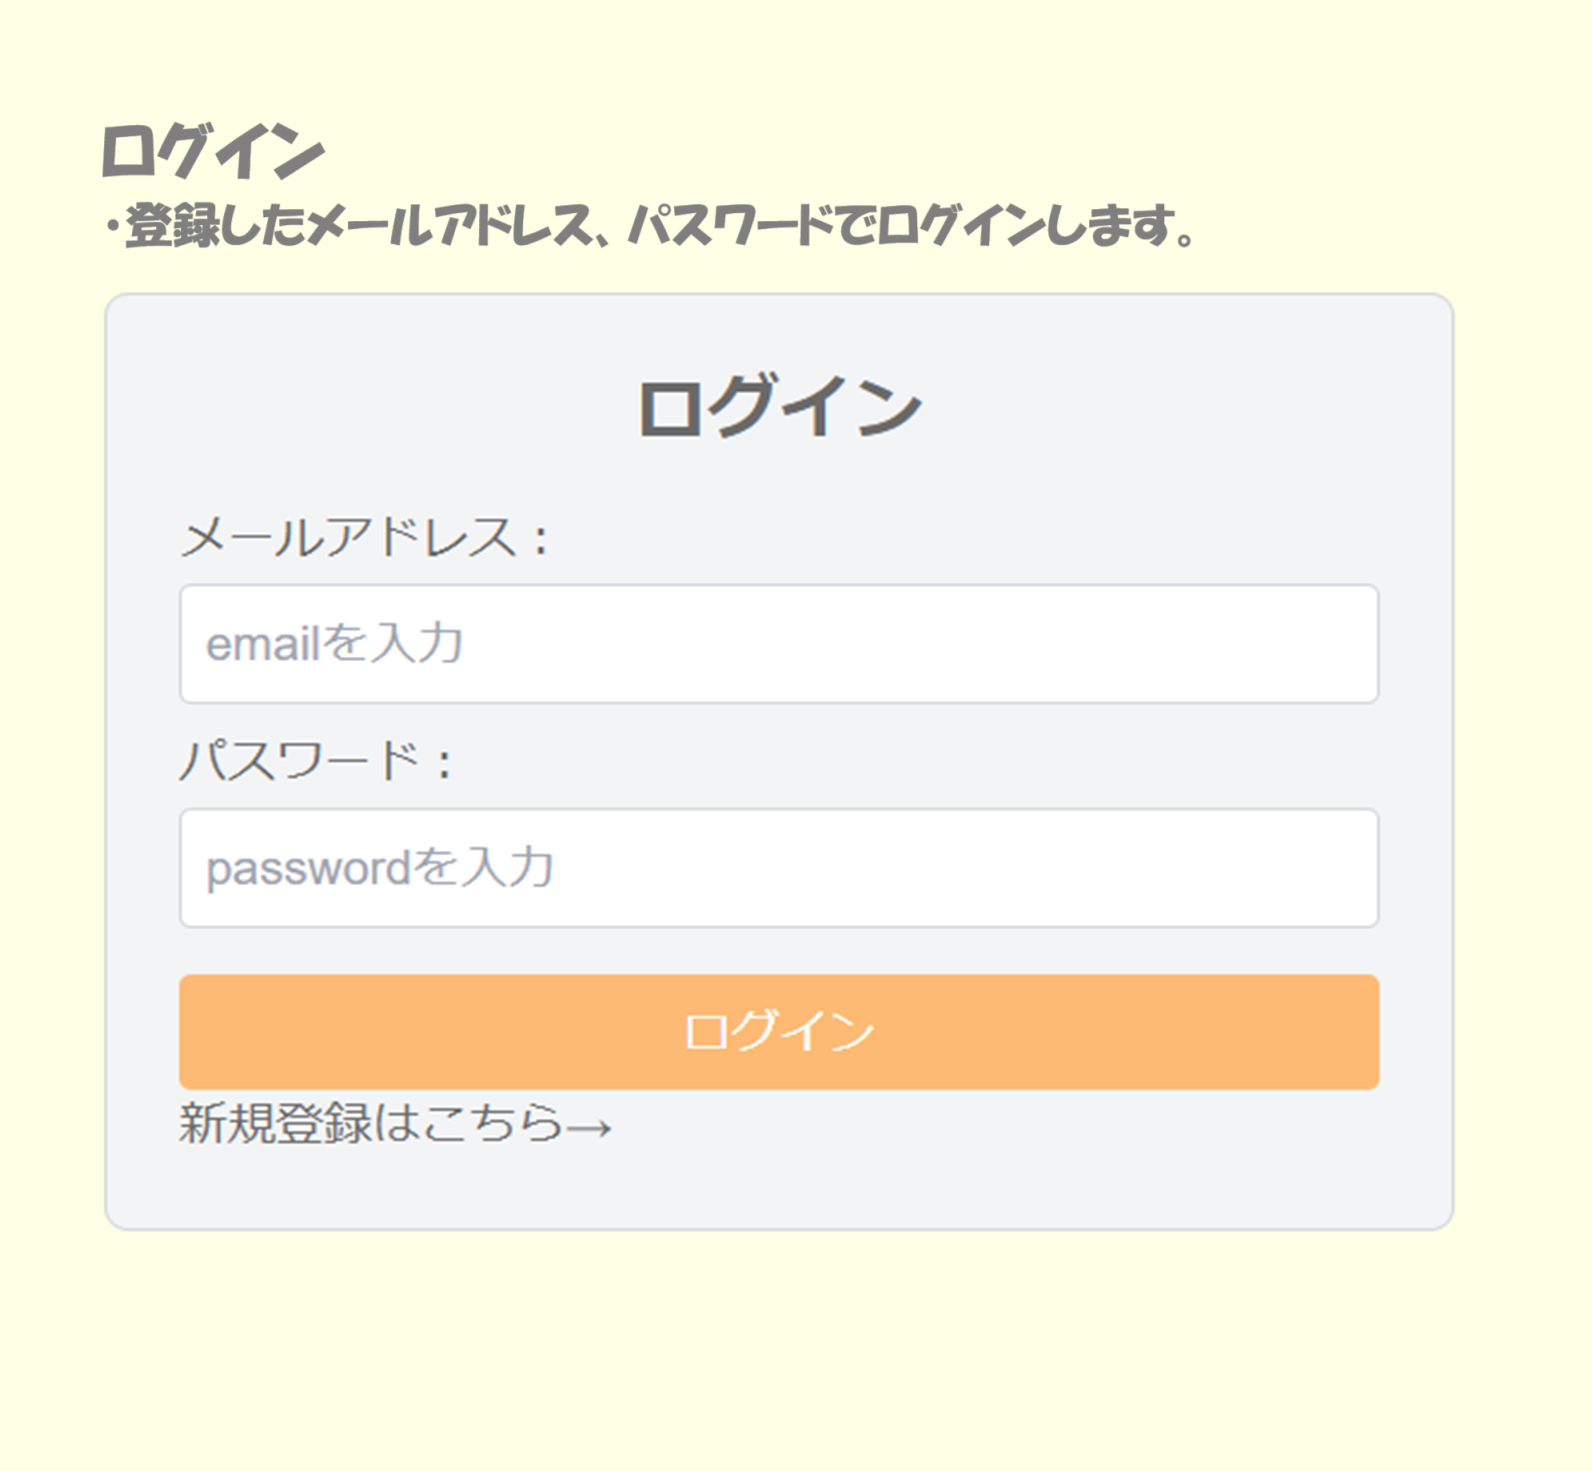 ログイン
・登録したメールアドレス、パスワードでログインします。
ログイン
メールアドレス：
emailを入力
パスワード：
passwordを入力
ログイン
新規登録はこちら→